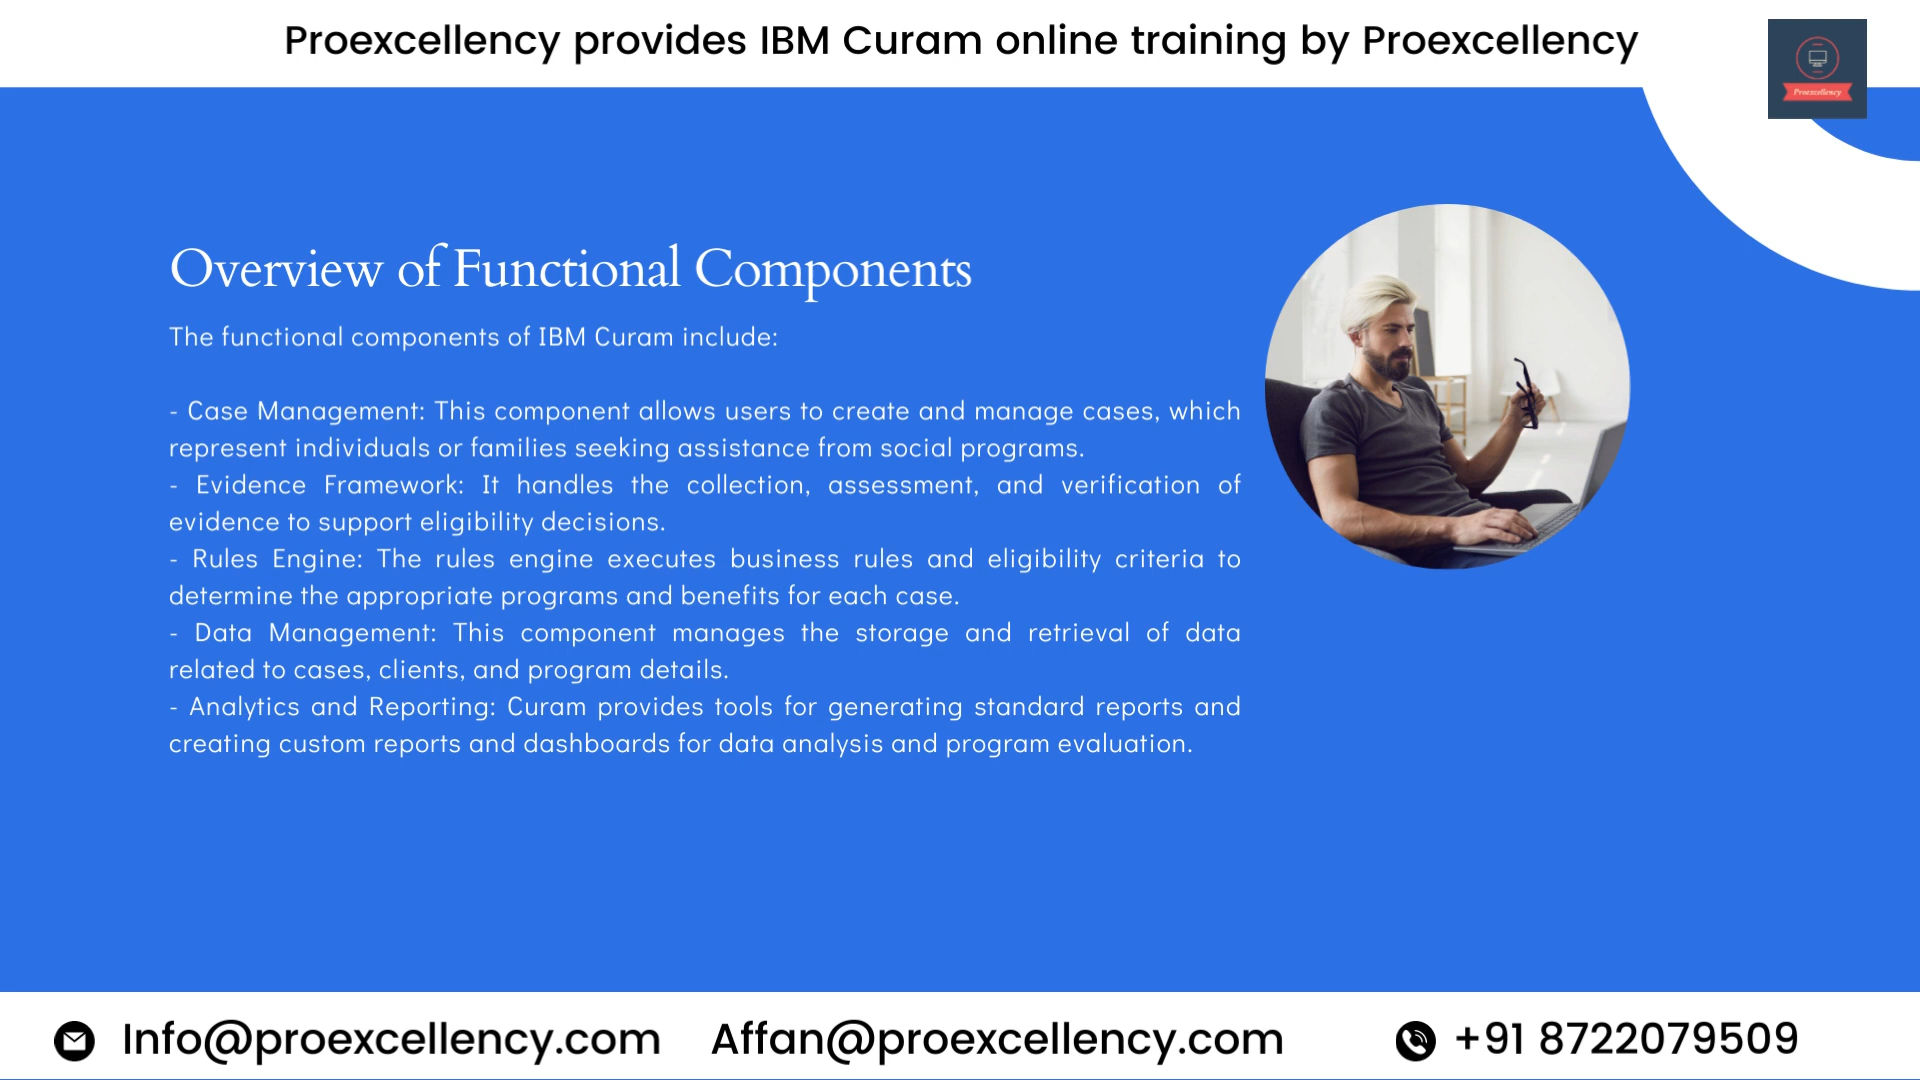 Proexcellency provides IBM Curam online training by Proexcellency
Proexcellency
Overview of Functional Components
The functional components of IBM Curam include:
- Case Management: This component allows users to create and manage cases, which
represent individuals or families seeking assistance from social programs.
- Evidence Framework: It handles the collection, assessment, and verification of
evidence to support eligibility decisions.
- Rules Engine: The rules engine executes business rules and eligibility criteria to
determine the appropriate programs and benefits for each case.
- Data Management: This component manages the storage and retrieval of data
related to cases, clients, and program details.
- Analytics and Reporting: Curam provides tools for generating standard reports and
creating custom reports and dashboards for data analysis and program evaluation.
Info@proexcellency.com Affan@proexcellency.com +91 8722079509